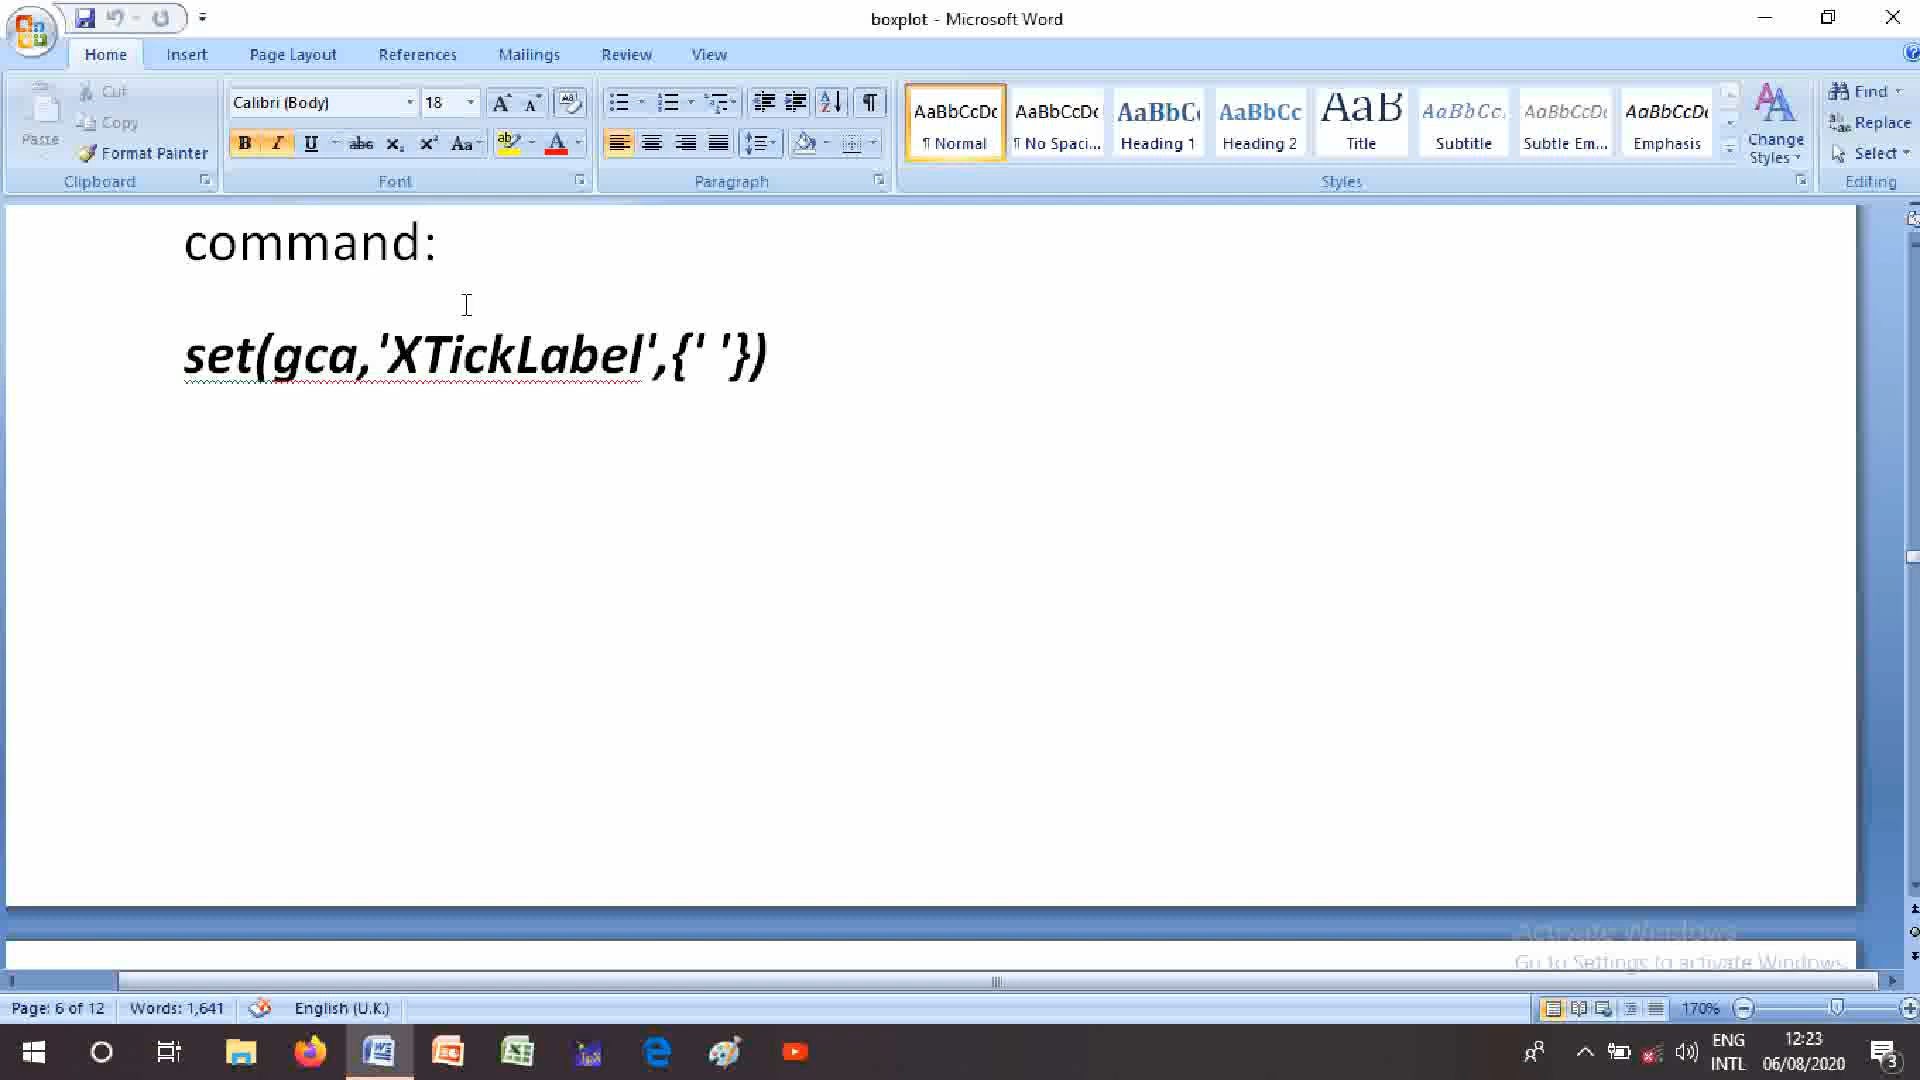 boxplot - Microsoft Word
Home Insert Page Layout References Mailings Review View
Paste
Cut
Copy
Format Painter
Clipboard
Calibri (Body) 18
Font
Paragraph
AaBbCcDc AaBbCcDc AaBbC AaBbCc AaB AaBbCc. AaBbCcDc AaBbCcDc
¶ Normal ¶ No Spaci... Heading 1 Heading 2 Title Subtitle Subtle Em... Emphasis
Change Styles
Styles
Find
Replace
Select
Editing
command:
set(gca,'XTickLabel',{' '})
Activate Windows
Go to Settings to activate Windows.
Page: 6 of 12 Words: 1,641 English (U.K.) 170%
ENG
INTL
12:23
06/08/2020
3